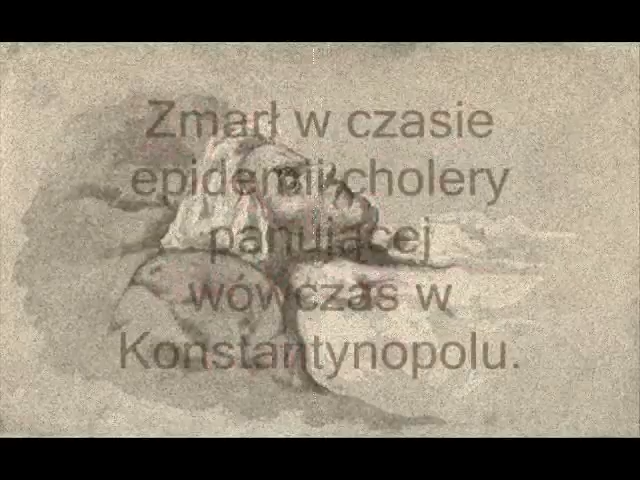 Zmarł w czasie
epidemii cholery
panującej
wówczas w
Konstantynopolu.